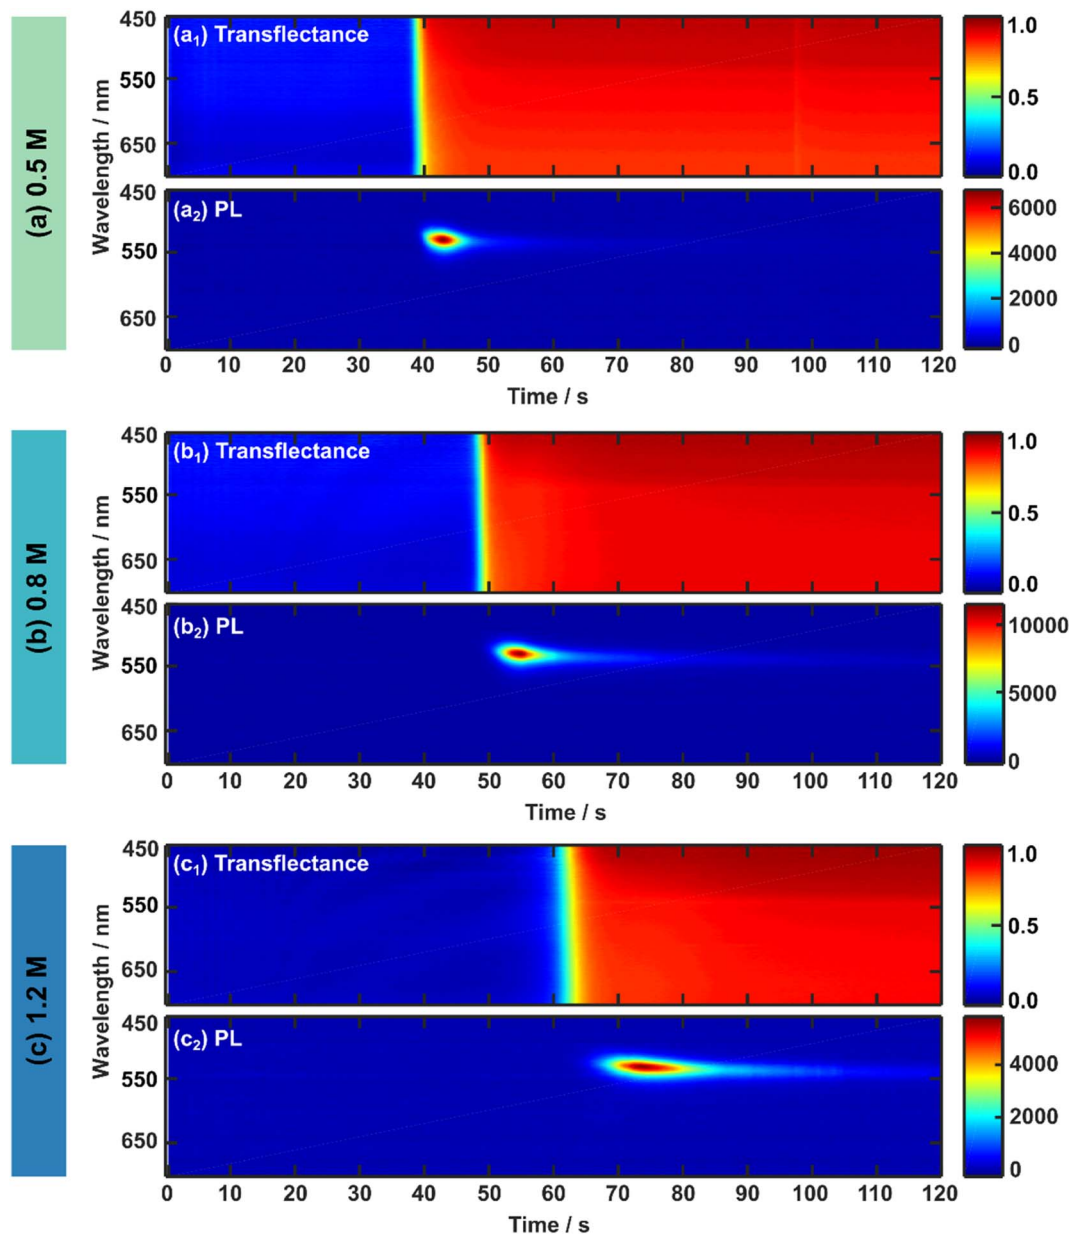 (a) 0.5 M
Wavelength / nm
(a₁) Transflectance
450
550
650
1.0
0.5
0.0
(a₂) PL
450
550
650
6000
4000
2000
0
0 10 20 30 40 50 60 70 80 90 100 110 120
Time / s
(b) 0.8 M
Wavelength / nm
(b₁) Transflectance
450
550
650
1.0
0.5
0.0
(b₂) PL
450
550
650
10000
5000
0
0 10 20 30 40 50 60 70 80 90 100 110 120
Time / s
(c) 1.2 M
Wavelength / nm
(c₁) Transflectance
450
550
650
1.0
0.5
0.0
(c₂) PL
450
550
650
4000
2000
0
0 10 20 30 40 50 60 70 80 90 100 110 120
Time / s